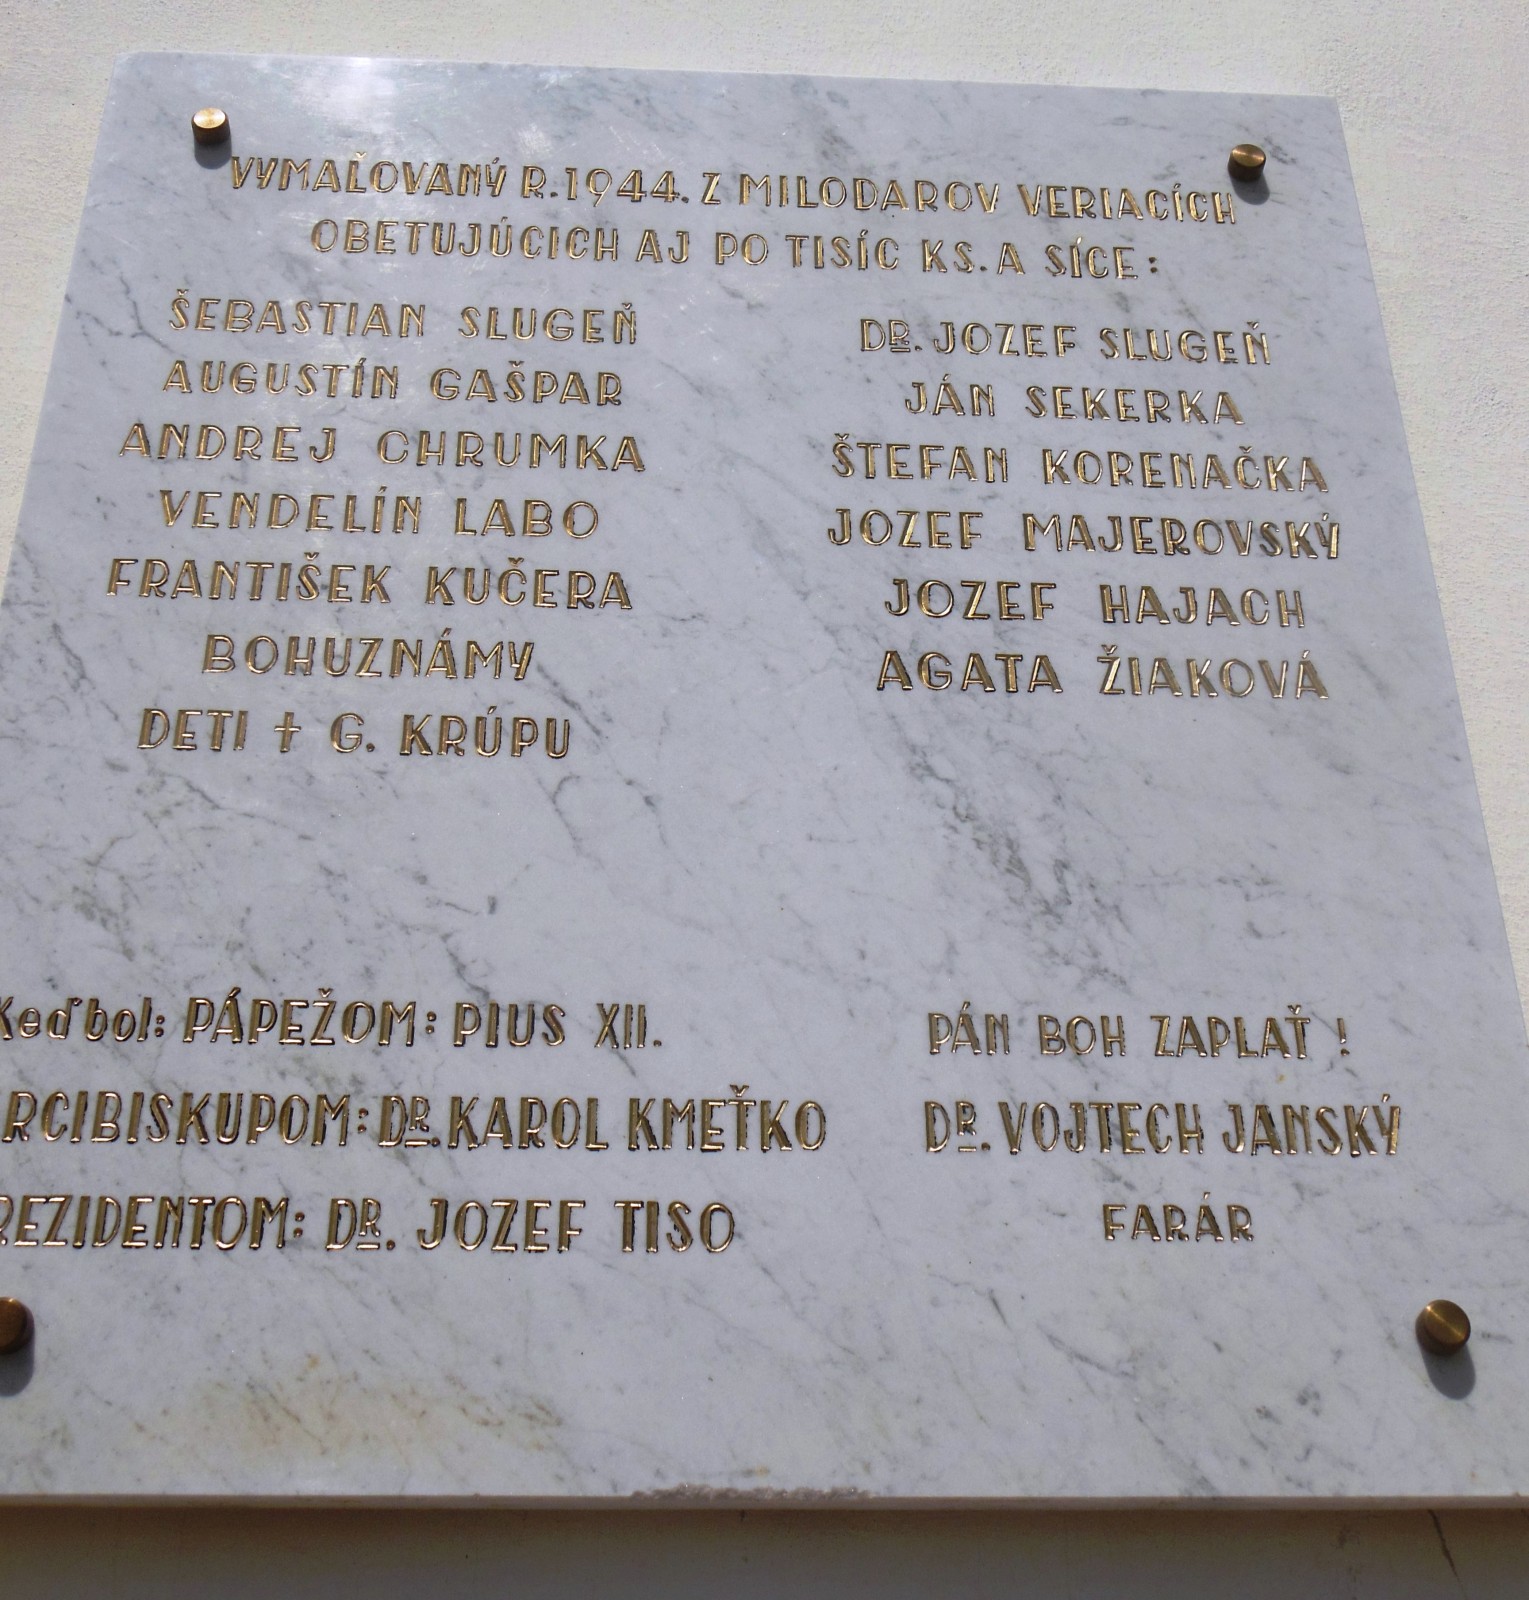 VYMAĽOVANÝ R.1944. Z MILODAROV VERIACÍCH
OBETUJÚCICH AJ PO TISÍC KS. A SÍCE:
ŠEBASTIAN SLUGEŇ
AUGUSTÍN GAŠPAR
ANDREJ CHRUMKA
VENDELÍN LABO
FRANTIŠEK KUČERA
BOHUZNÁMY
DETI † G. KRÚPU
DR. JOZEF SLUGEŇ
JÁN SEKERKA
ŠTEFAN KORENAČKA
JOZEF MAJEROVSKÝ
JOZEF HAJACH
AGATA ŽIAKOVÁ
Keď bol: PÁPEŽOM: PIUS XII.
RCIBISKUPOM: DR. KAROL KMEŤKO
REZIDENTOM: DR. JOZEF TISO
PÁN BOH ZAPLAŤ !
DR. VOJTECH JANSKÝ
FARÁR